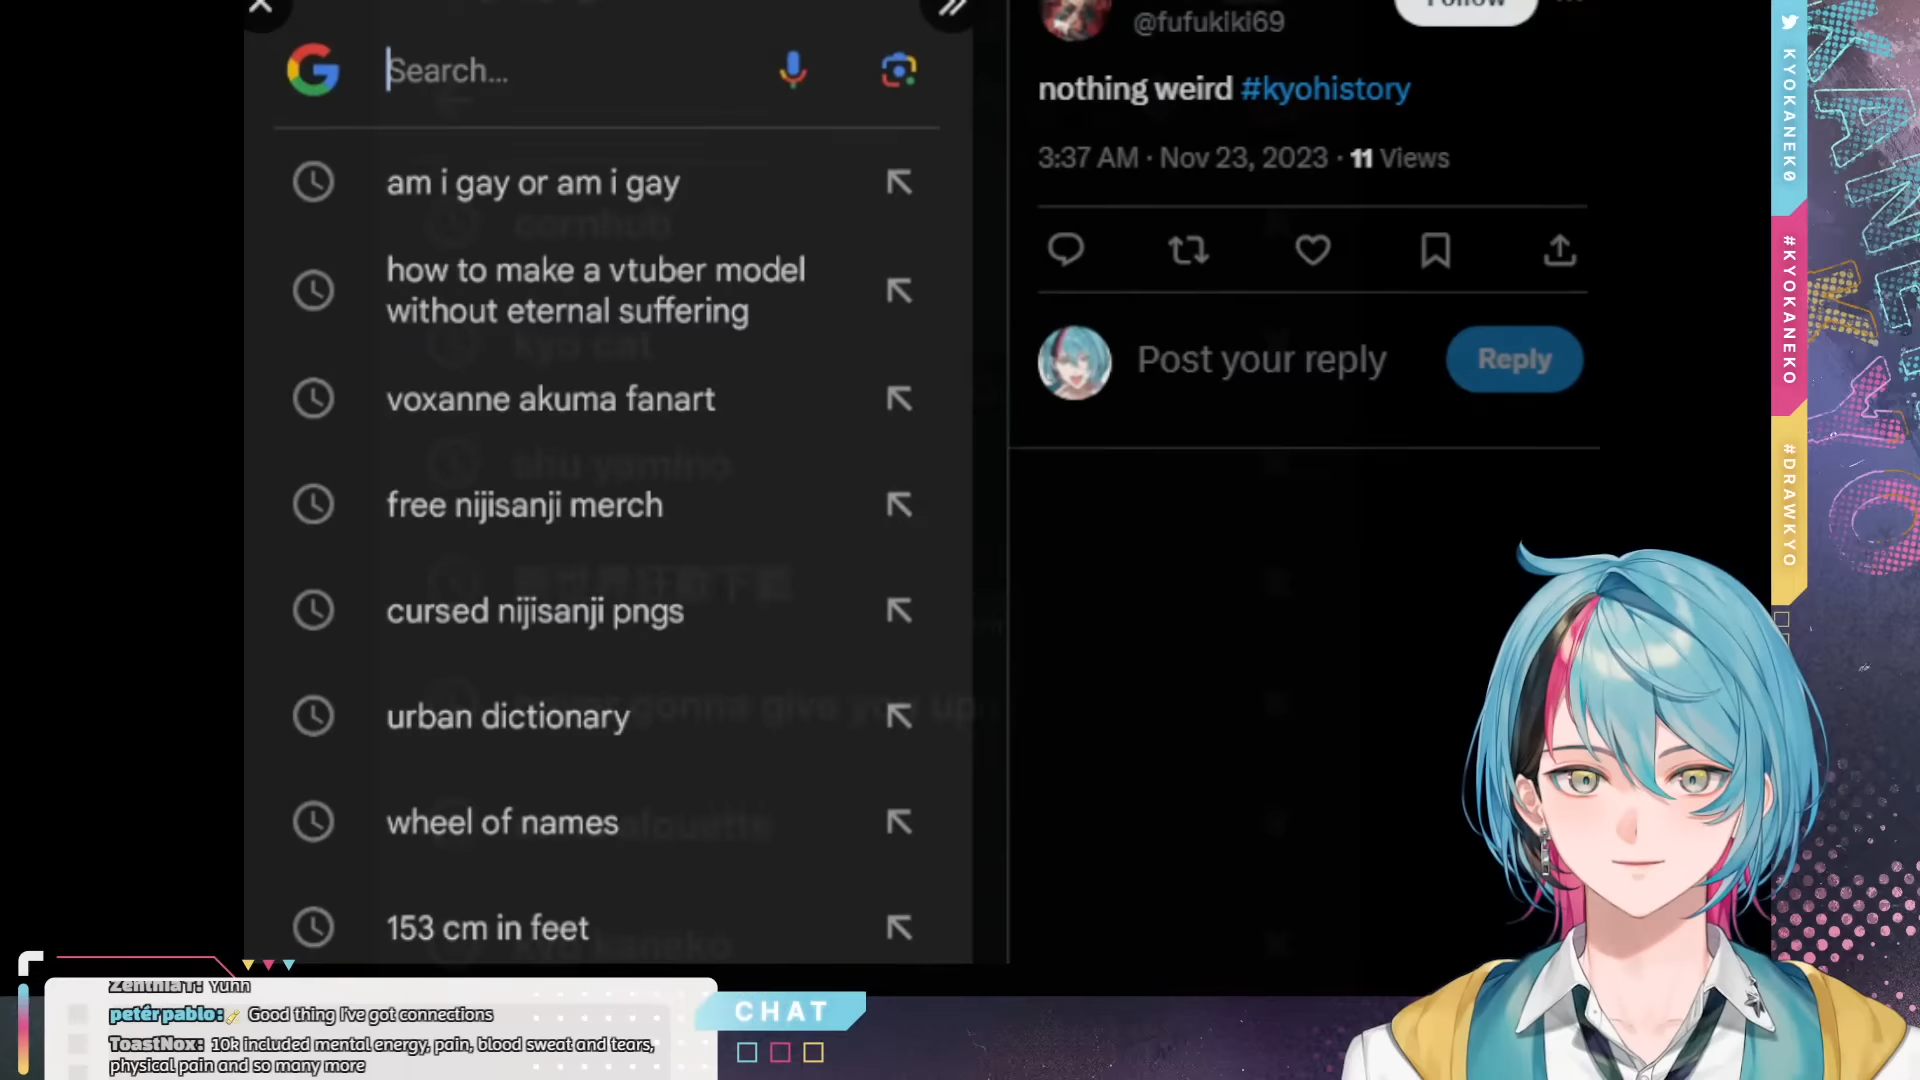 Search...
am i gay or am i gay
how to make a vtuber model
without eternal suffering
voxanne akuma fanart
free nijisanji merch
cursed nijisanji pngs
urban dictionary
wheel of names
153 cm in feet
Follow
@fufukiki69
nothing weird #kyohistory
3:37 AM · Nov 23, 2023 · 11 Views
Post your reply
Reply
KYOKANEKO
#KYOKANEKO
#DRAWKYO
ZenthiaT: Yuhh
petérpablo: Good thing I've got connections
ToastNox: 10k included mental energy, pain, blood sweat and tears,
physical pain and so many more
CHAT